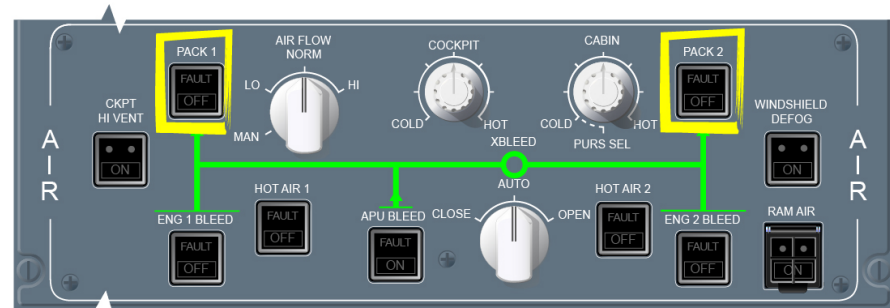 PACK 1
FAULT
OFF
AIR FLOW
NORM
LO
HI
MAN
COCKPIT
COLD
HOT
CABIN
COLD
HOT
PURS SEL
PACK 2
FAULT
OFF
CKPT
HI VENT
ON
WINDSHIELD
DEFOG
ON
A
I
R
A
I
R
XBLEED
AUTO
CLOSE
OPEN
ENG 1 BLEED
FAULT
OFF
HOT AIR 1
FAULT
OFF
APU BLEED
FAULT
ON
HOT AIR 2
FAULT
OFF
ENG 2 BLEED
FAULT
OFF
RAM AIR
ON